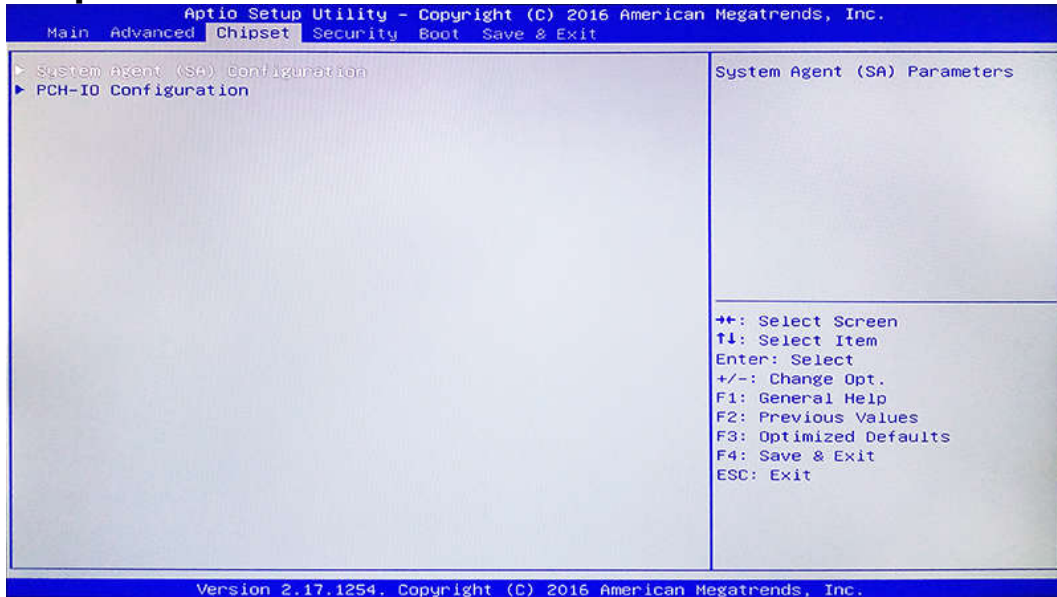 Aptio Setup Utility – Copyright (C) 2016 American Megatrends, Inc.
Main Advanced Chipset Security Boot Save & Exit
▶ System Agent (SA) Configuration
▶ PCH-IO Configuration
System Agent (SA) Parameters
→←: Select Screen
↑↓: Select Item
Enter: Select
+/-: Change Opt.
F1: General Help
F2: Previous Values
F3: Optimized Defaults
F4: Save & Exit
ESC: Exit
Version 2.17.1254. Copyright (C) 2016 American Megatrends, Inc.